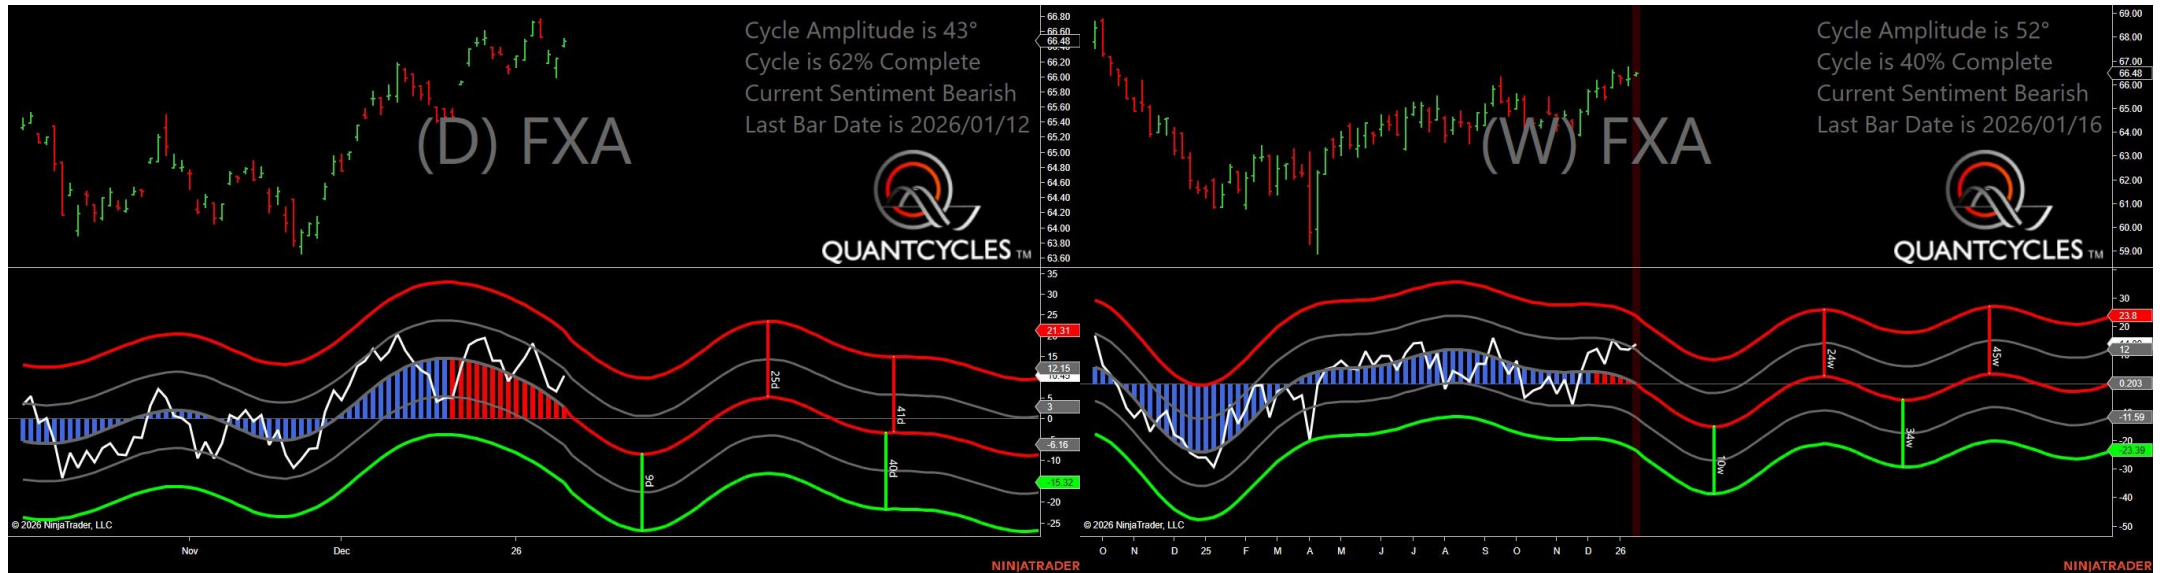 Cycle Amplitude is 43°
Cycle is 62% Complete
Current Sentiment Bearish
Last Bar Date is 2026/01/12
(D) FXA
QUANTCYCLES TM
66.80
66.60
66.48
66.20
66.00
65.80
65.60
65.40
65.20
65.00
64.80
64.60
64.40
64.20
64.00
63.80
63.60
35
30
25
21.31
15
12.15
10.45
5
3
0
-6.16
-10
-15.32
-20
-25
9d
25d
40d
41d
© 2026 NinjaTrader, LLC
Nov
Dec
26
NINJATRADER
Cycle Amplitude is 52°
Cycle is 40% Complete
Current Sentiment Bearish
Last Bar Date is 2026/01/16
(W) FXA
QUANTCYCLES TM
69.00
68.00
67.00
66.48
66.00
65.00
64.00
63.00
62.00
61.00
60.00
59.00
30
23.8
20
12
0.203
-11.59
-20
-23.39
-30
-40
-50
10w
24w
34w
45w
© 2026 NinjaTrader, LLC
O N D 25 F M A M J J A S O N D 26
NINJATRADER